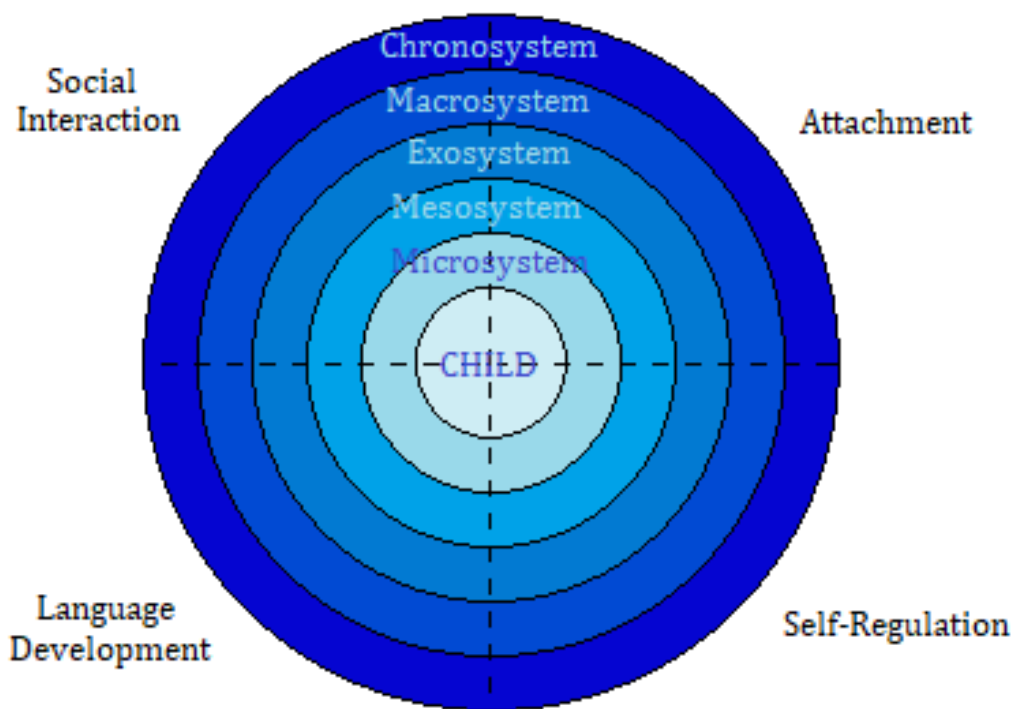 Chronosystem
Social
Interaction
Macrosystem
Attachment
Exosystem
Mesosystem
Microsystem
CHILD
Language
Development
Self-Regulation